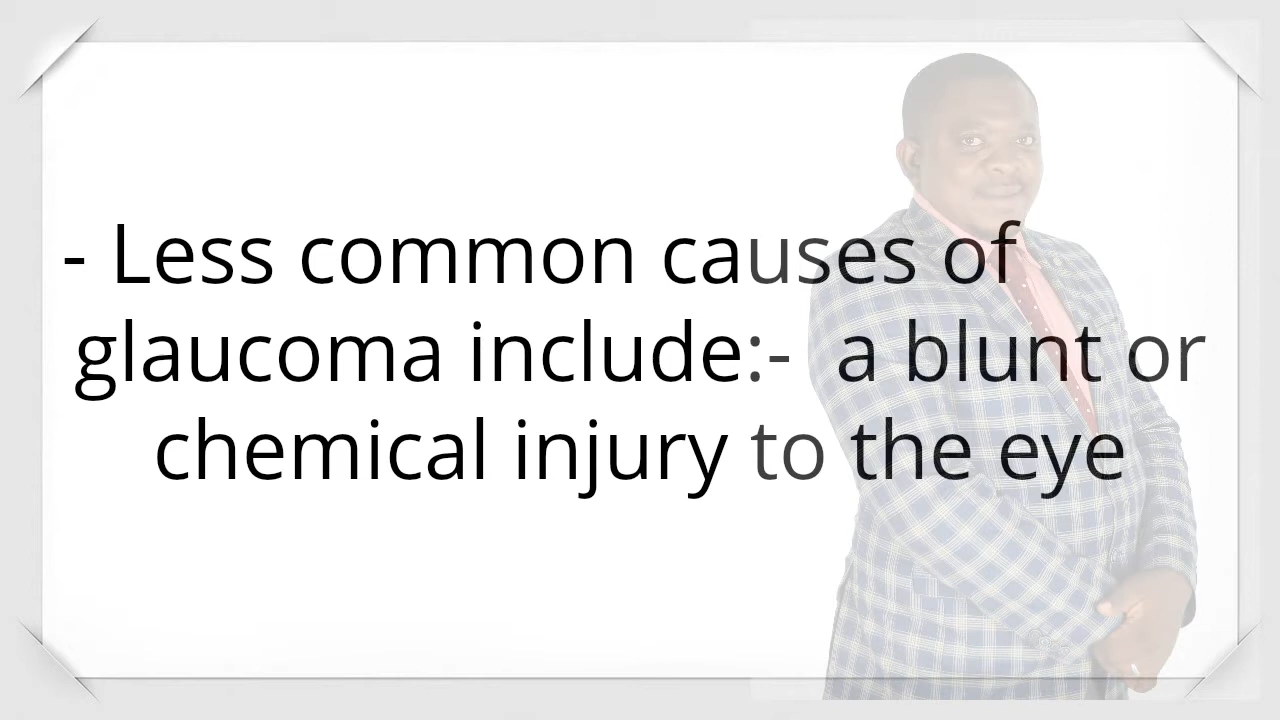 - Less common causes of
glaucoma include:-  a blunt or
chemical injury to the eye